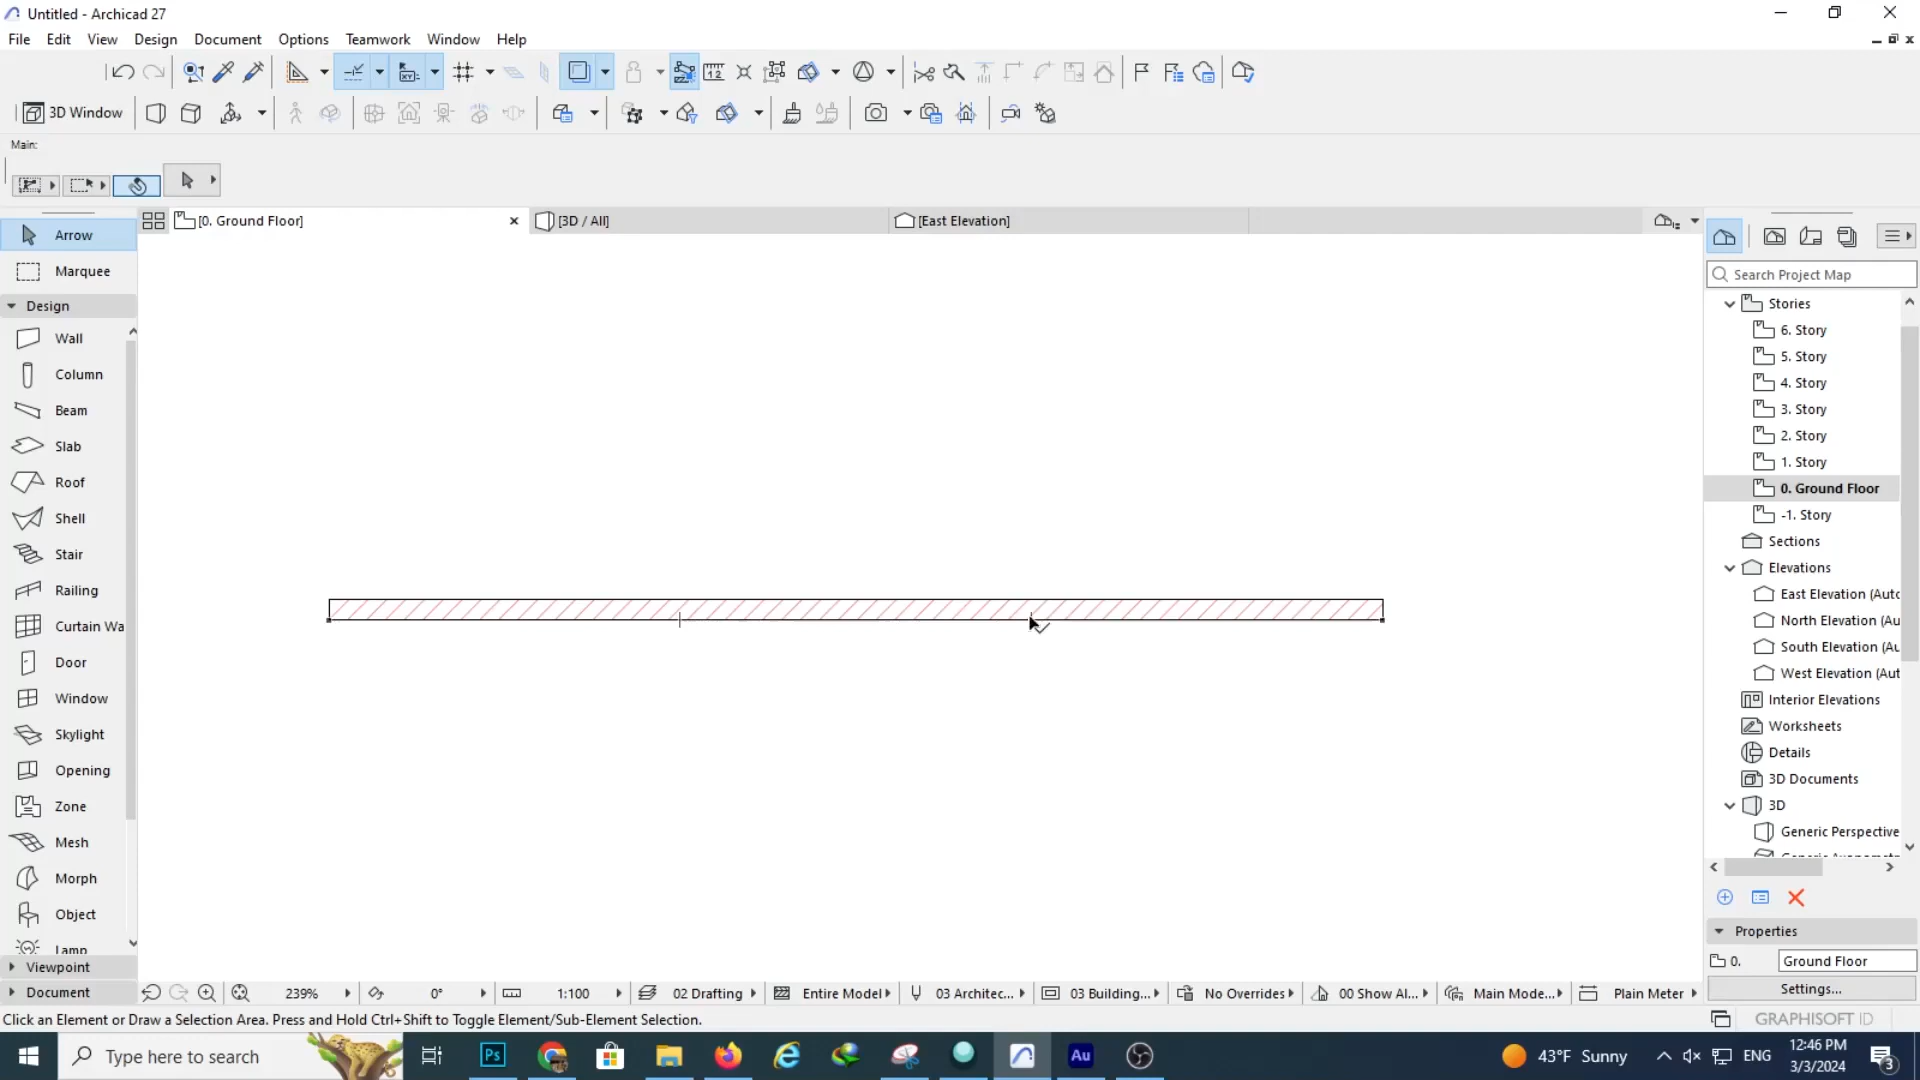 Untitled - Archicad 27
File Edit View Design Document Options Teamwork Window Help
3D Window
Main:
[0. Ground Floor]
[3D / All]
[East Elevation]
Arrow
Marquee
Design
Wall
Column
Beam
Slab
Roof
Shell
Stair
Railing
Curtain Wa
Door
Window
Skylight
Opening
Zone
Mesh
Morph
Object
Lamp
Viewpoint
Document
Search Project Map
Stories
6. Story
5. Story
4. Story
3. Story
2. Story
1. Story
0. Ground Floor
-1. Story
Sections
Elevations
East Elevation (Auto
North Elevation (Au
South Elevation (Au
West Elevation (Aut
Interior Elevations
Worksheets
Details
3D Documents
3D
Generic Perspective
Properties
0. Ground Floor
Settings...
239% 0° 1:100 02 Drafting Entire Model 03 Architec... 03 Building... No Overrides 00 Show Al... Main Mode... Plain Meter
Click an Element or Draw a Selection Area. Press and Hold Ctrl+Shift to Toggle Element/Sub-Element Selection.
GRAPHISOFT ID
Type here to search
Ps
Au
43°F Sunny
ENG
12:46 PM
3/3/2024
3